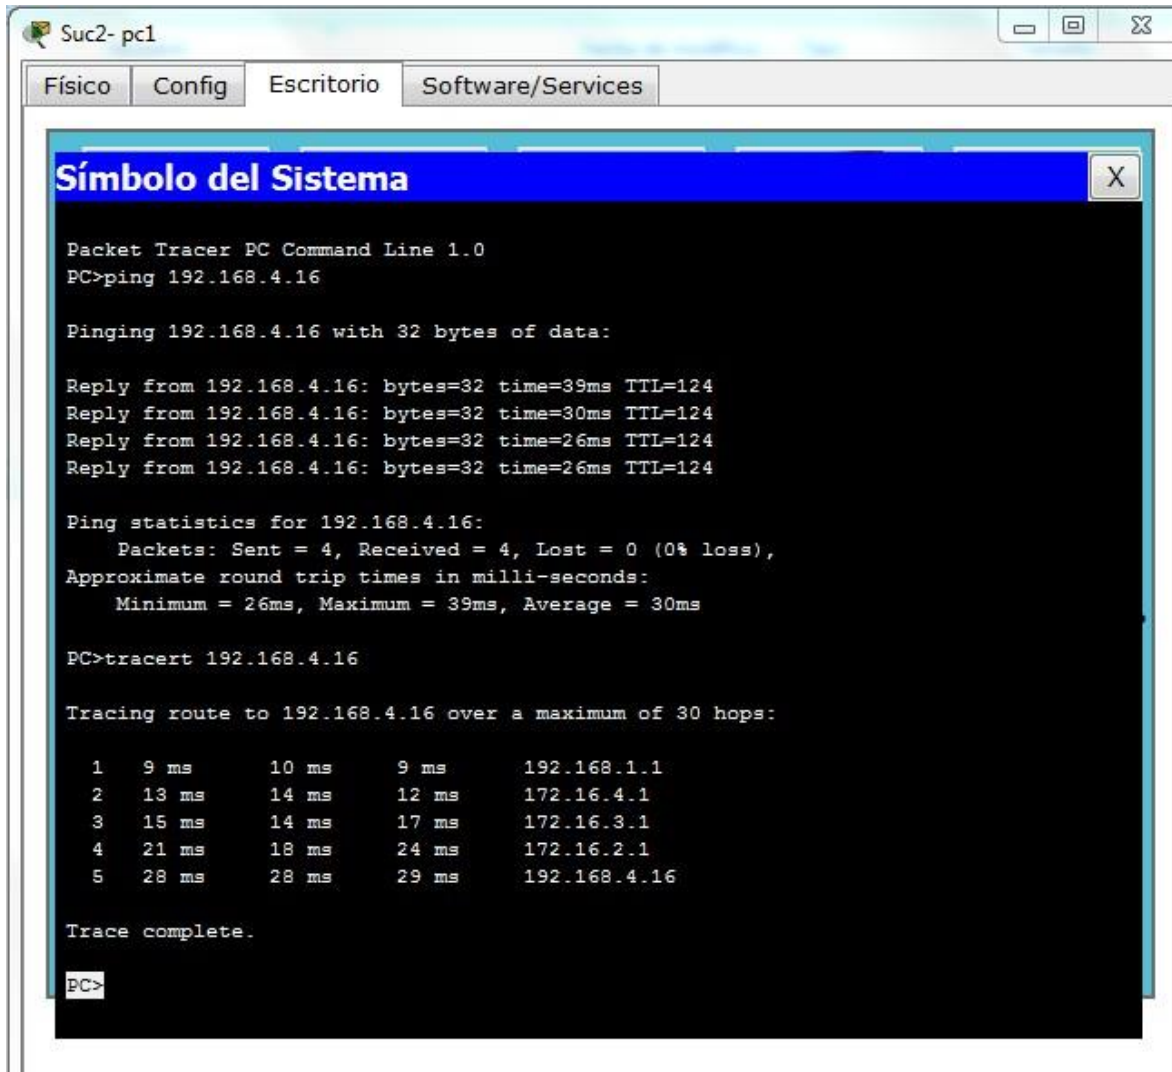 Suc2- pc1
Físico Config Escritorio Software/Services
Símbolo del Sistema X
Packet Tracer PC Command Line 1.0
PC>ping 192.168.4.16
Pinging 192.168.4.16 with 32 bytes of data:
Reply from 192.168.4.16: bytes=32 time=39ms TTL=124
Reply from 192.168.4.16: bytes=32 time=30ms TTL=124
Reply from 192.168.4.16: bytes=32 time=26ms TTL=124
Reply from 192.168.4.16: bytes=32 time=26ms TTL=124
Ping statistics for 192.168.4.16:
Packets: Sent = 4, Received = 4, Lost = 0 (0% loss),
Approximate round trip times in milli-seconds:
Minimum = 26ms, Maximum = 39ms, Average = 30ms
PC>tracert 192.168.4.16
Tracing route to 192.168.4.16 over a maximum of 30 hops:
1 9 ms 10 ms 9 ms 192.168.1.1
2 13 ms 14 ms 12 ms 172.16.4.1
3 15 ms 14 ms 17 ms 172.16.3.1
4 21 ms 18 ms 24 ms 172.16.2.1
5 28 ms 28 ms 29 ms 192.168.4.16
Trace complete.
PC>